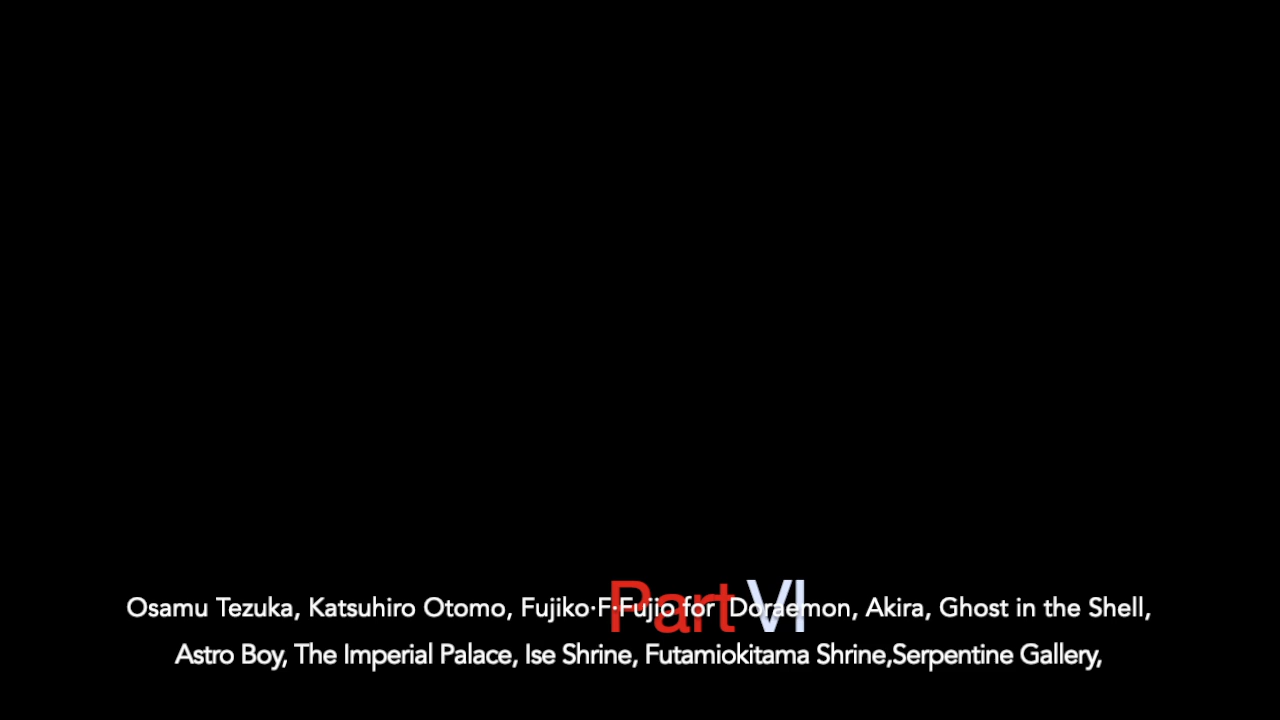 Part VI
Osamu Tezuka, Katsuhiro Otomo, Fujiko·F·Fujio for Doraemon, Akira, Ghost in the Shell,
Astro Boy, The Imperial Palace, Ise Shrine, Futamiokitama Shrine,Serpentine Gallery,